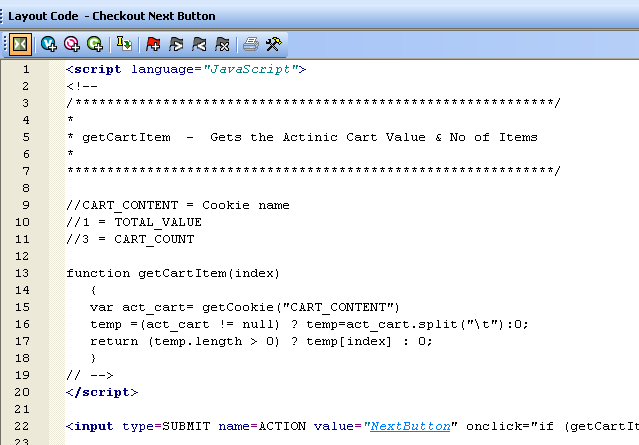 Layout Code - Checkout Next Button
1 <script language="JavaScript">
2 <!--
3 /************************************************************/
4 *
5 * getCartItem  -  Gets the Actinic Cart Value & No of Items
6 *
7 *************************************************************/
8
9 //CART_CONTENT = Cookie name
10 //1 = TOTAL_VALUE
11 //3 = CART_COUNT
12
13 function getCartItem(index)
14    {
15    var act_cart= getCookie("CART_CONTENT")
16    temp =(act_cart != null) ? temp=act_cart.split("\t"):0;
17    return (temp.length > 0) ? temp[index] : 0;
18    }
19 // -->
20 </script>
21
22 <input type=SUBMIT name=ACTION value="NextButton" onclick="if (getCartIt
23